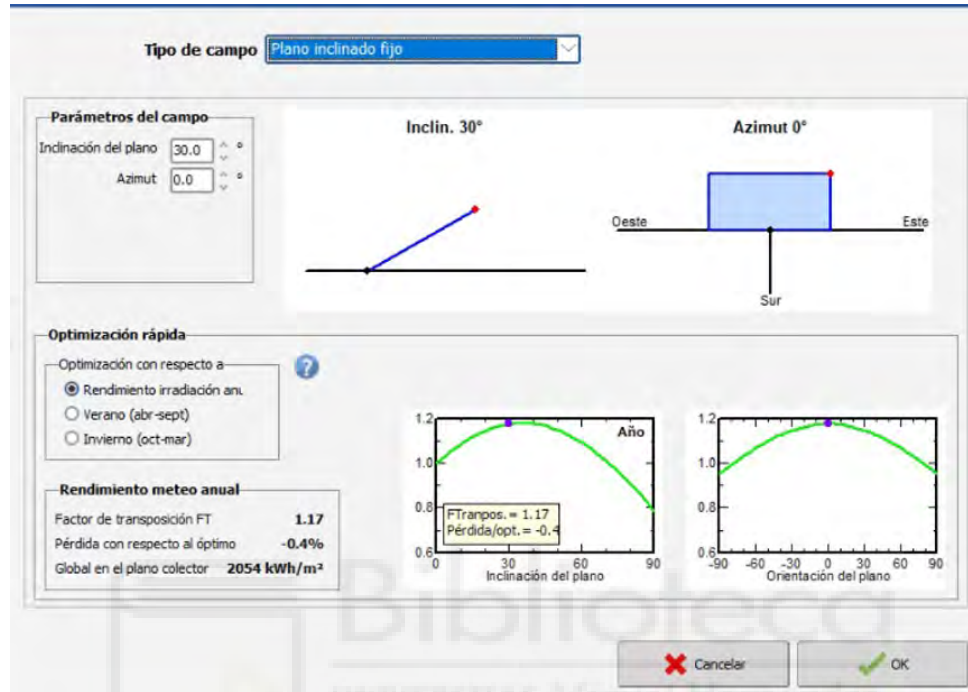 Tipo de campo Plano inclinado fijo
Parámetros del campo
Inclinación del plano 30.0 °
Azimut 0.0 °
Inclin. 30°
Azimut 0°
Oeste
Este
Sur
Optimización rápida
Optimización con respecto a
Rendimiento irradiación anu
Verano (abr-sept)
Invierno (oct-mar)
?
Rendimiento meteo anual
Factor de transposición FT 1.17
Pérdida con respecto al óptimo -0.4%
Global en el plano colector 2054 kWh/m²
1.2
1.0
0.8
0.6
Año
FTranpos. = 1.17
Pérdida/opt. = -0.4
0 30 60 90
Inclinación del plano
1.2
1.0
0.8
0.6
-90 -60 -30 0 30 60 90
Orientación del plano
Biblioteca
Cancelar
OK